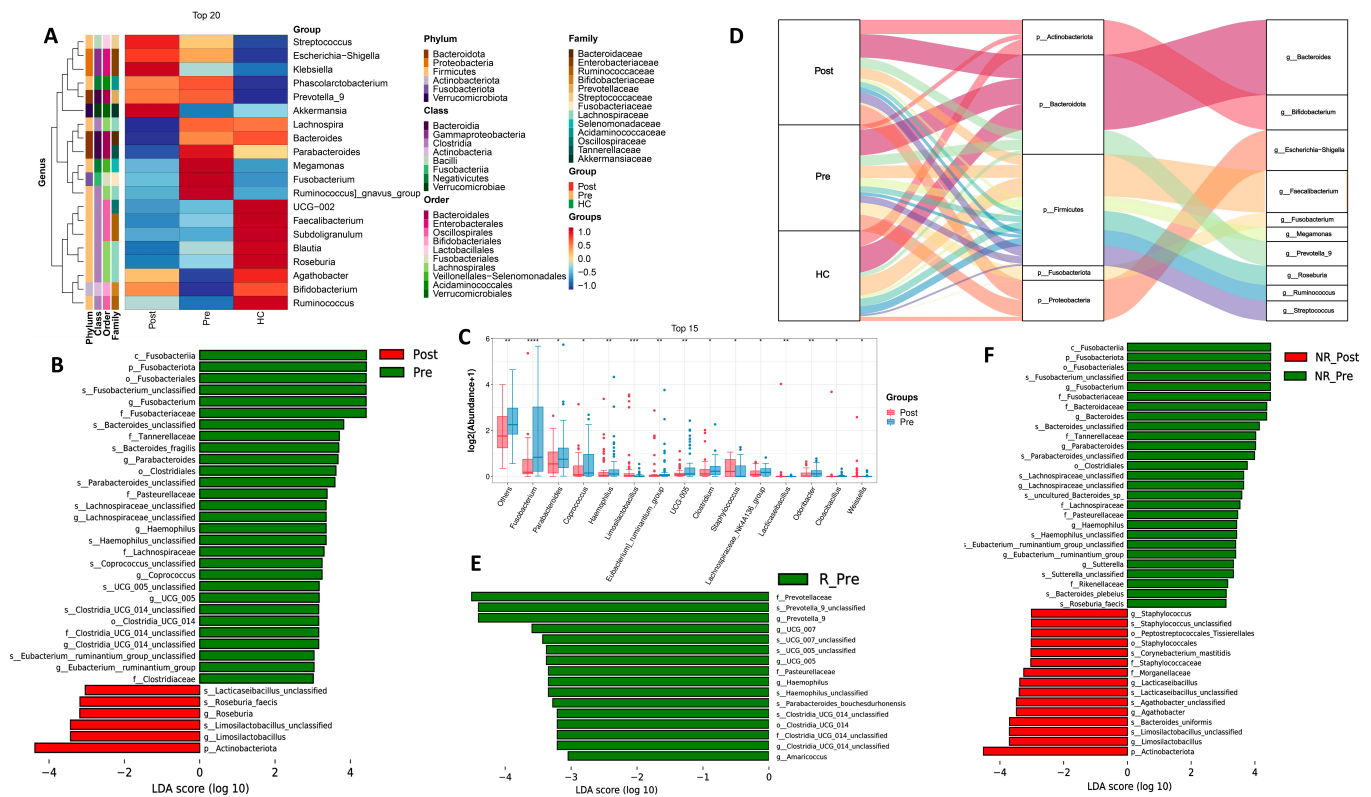 Top 20
A
Group
Streptococcus
Escherichia-Shigella
Klebsiella
Phascolarctobacterium
Prevotella_9
Akkermansia
Lachnospira
Bacteroides
Parabacteroides
Megamonas
Fusobacterium
Ruminococcus]_gnavus_group
UCG-002
Faecalibacterium
Subdoligranulum
Blautia
Roseburia
Agathobacter
Bifidobacterium
Ruminococcus
Genus
Phylum
Class
Order
Family
Post
Pre
HC
Phylum
Bacteroidota
Proteobacteria
Firmicutes
Actinobacteriota
Fusobacteriota
Verrucomicrobiota
Class
Bacteroidia
Gammaproteobacteria
Clostridia
Actinobacteria
Bacilli
Fusobacteriia
Negativicutes
Verrucomicrobiae
Order
Bacteroidales
Enterobacterales
Oscillospirales
Bifidobacteriales
Lactobacillales
Fusobacteriales
Lachnospirales
Veillonellales-Selenomonadales
Acidaminococcales
Verrucomicrobiales
Family
Bacteroidaceae
Enterobacteriaceae
Ruminococcaceae
Bifidobacteriaceae
Prevotellaceae
Streptococcaceae
Fusobacteriaceae
Lachnospiraceae
Selenomonadaceae
Acidaminococcaceae
Oscillospiraceae
Tannerellaceae
Akkermansiaceae
Group
Post
Pre
HC
Groups
1.0
0.5
0.0
−0.5
−1.0
D
Post
Pre
HC
p__Actinobacteriota
p__Bacteroidota
p__Firmicutes
p__Fusobacteriota
p__Proteobacteria
g__Bacteroides
g__Bifidobacterium
g__Escherichia-Shigella
g__Faecalibacterium
g__Fusobacterium
g__Megamonas
g__Prevotella_9
g__Roseburia
g__Ruminococcus
g__Streptococcus
B
Post
Pre
c__Fusobacteriia
p__Fusobacteriota
o__Fusobacteriales
s__Fusobacterium_unclassified
g__Fusobacterium
f__Fusobacteriaceae
s__Bacteroides_unclassified
f__Tannerellaceae
s__Bacteroides_fragilis
g__Parabacteroides
o__Clostridiales
s__Parabacteroides_unclassified
f__Pasteurellaceae
s__Lachnospiraceae_unclassified
g__Lachnospiraceae_unclassified
g__Haemophilus
s__Haemophilus_unclassified
f__Lachnospiraceae
s__Coprococcus_unclassified
g__Coprococcus
s__UCG_005_unclassified
g__UCG_005
s__Clostridia_UCG_014_unclassified
o__Clostridia_UCG_014
f__Clostridia_UCG_014_unclassified
g__Clostridia_UCG_014_unclassified
s__Eubacterium__ruminantium_group_unclassified
g__Eubacterium__ruminantium_group
f__Clostridiaceae
s__Lacticaseibacillus_unclassified
s__Roseburia_faecis
g__Roseburia
s__Limosilactobacillus_unclassified
g__Limosilactobacillus
p__Actinobacteriota
−4 −2 0 2 4
LDA score (log 10)
C
Top 15
log2(Abundance+1)
6
4
2
0
Others
Fusobacterium
Parabacteroides
Coprococcus
Haemophilus
Limosilactobacillus
Eubacterium]_ruminantium_group
UCG-005
Clostridium
Staphylococcus
Lachnospiraceae_NK4A136_group
Lacticaseibacillus
Odoribacter
Cloacibacillus
Weissella
Groups
Post
Pre
E
R_Pre
f__Prevotellaceae
s__Prevotella_9_unclassified
g__Prevotella_9
g__UCG_007
s__UCG_007_unclassified
s__UCG_005_unclassified
g__UCG_005
f__Pasteurellaceae
g__Haemophilus
s__Haemophilus_unclassified
s__Parabacteroides_bouchesdurhonensis
s__Clostridia_UCG_014_unclassified
o__Clostridia_UCG_014
f__Clostridia_UCG_014_unclassified
g__Clostridia_UCG_014_unclassified
g__Amaricoccus
−4 −3 −2 −1 0
LDA score (log 10)
F
NR_Post
NR_Pre
c__Fusobacteriia
p__Fusobacteriota
o__Fusobacteriales
s__Fusobacterium_unclassified
g__Fusobacterium
f__Fusobacteriaceae
f__Bacteroidaceae
g__Bacteroides
s__Bacteroides_unclassified
f__Tannerellaceae
g__Parabacteroides
s__Parabacteroides_unclassified
o__Clostridiales
s__Lachnospiraceae_unclassified
g__Lachnospiraceae_unclassified
s__uncultured_Bacteroides_sp_
f__Lachnospiraceae
f__Pasteurellaceae
g__Haemophilus
s__Haemophilus_unclassified
s__Eubacterium__ruminantium_group_unclassified
g__Eubacterium__ruminantium_group
g__Sutterella
s__Sutterella_unclassified
f__Rikenellaceae
s__Bacteroides_plebeius
s__Roseburia_faecis
g__Staphylococcus
s__Staphylococcus_unclassified
o__Peptostreptococcales_Tissierellales
o__Staphylococcales
s__Corynebacterium_mastitidis
f__Staphylococcaceae
f__Morganellaceae
g__Lacticaseibacillus
s__Lacticaseibacillus_unclassified
s__Agathobacter_unclassified
g__Agathobacter
s__Bacteroides_uniformis
s__Limosilactobacillus_unclassified
g__Limosilactobacillus
p__Actinobacteriota
−4 −2 0 2 4
LDA score (log 10)